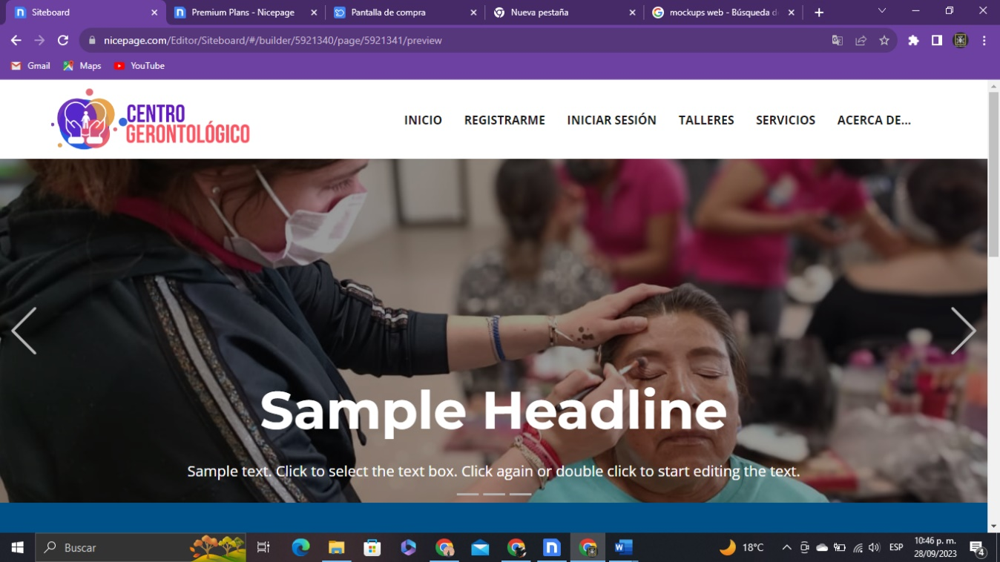 Siteboard
Premium Plans - Nicepage
Pantalla de compra
Nueva pestaña
mockups web - Búsqueda d
nicepage.com/Editor/Siteboard/#/builder/5921340/page/5921341/preview
Gmail
Maps
YouTube
CENTRO
GERONTOLÓGICO
INICIO
REGISTRARME
INICIAR SESIÓN
TALLERES
SERVICIOS
ACERCA DE...
Sample Headline
Sample text. Click to select the text box. Click again or double click to start editing the text.
Buscar
18°C
ESP
10:46 p. m.
28/09/2023
4